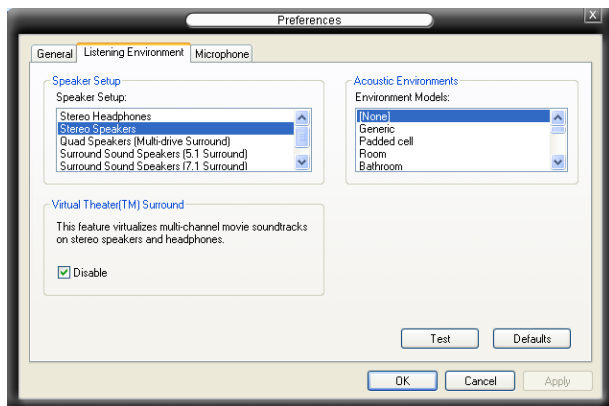 Preferences
X
General Listening Environment Microphone
Speaker Setup
Speaker Setup:
Stereo Headphones
Stereo Speakers
Quad Speakers (Multi-drive Surround)
Surround Sound Speakers (5.1 Surround)
Surround Sound Speakers (7.1 Surround)
Acoustic Environments
Environment Models:
[None]
Generic
Padded cell
Room
Bathroom
Virtual Theater(TM) Surround
This feature virtualizes multi-channel movie soundtracks
on stereo speakers and headphones.
Disable
Test Defaults
OK Cancel Apply